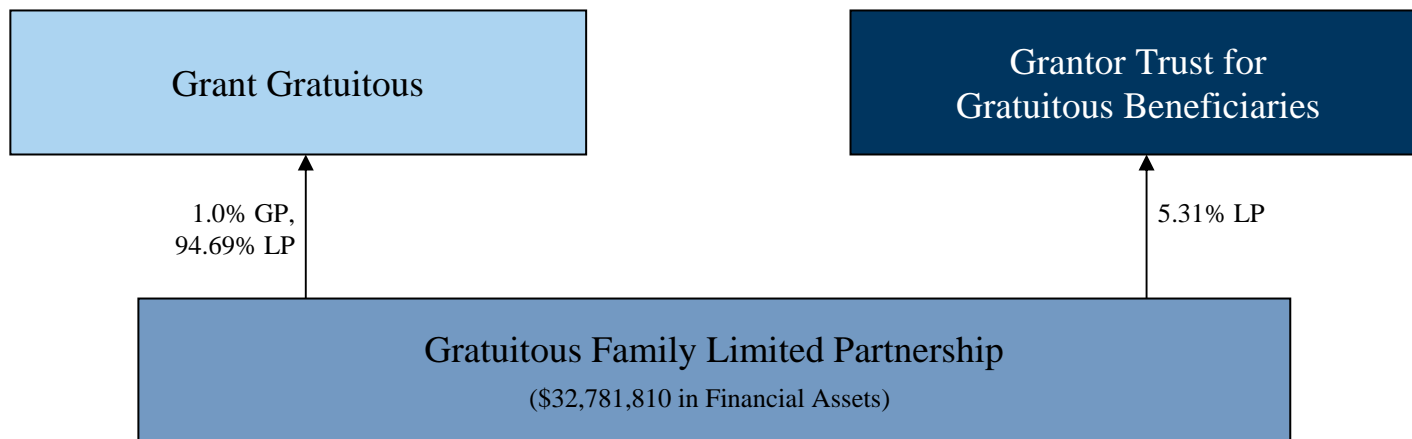 Grant Gratuitous
Grantor Trust for
Gratuitous Beneficiaries
1.0% GP,
94.69% LP
5.31% LP
Gratuitous Family Limited Partnership
($32,781,810 in Financial Assets)